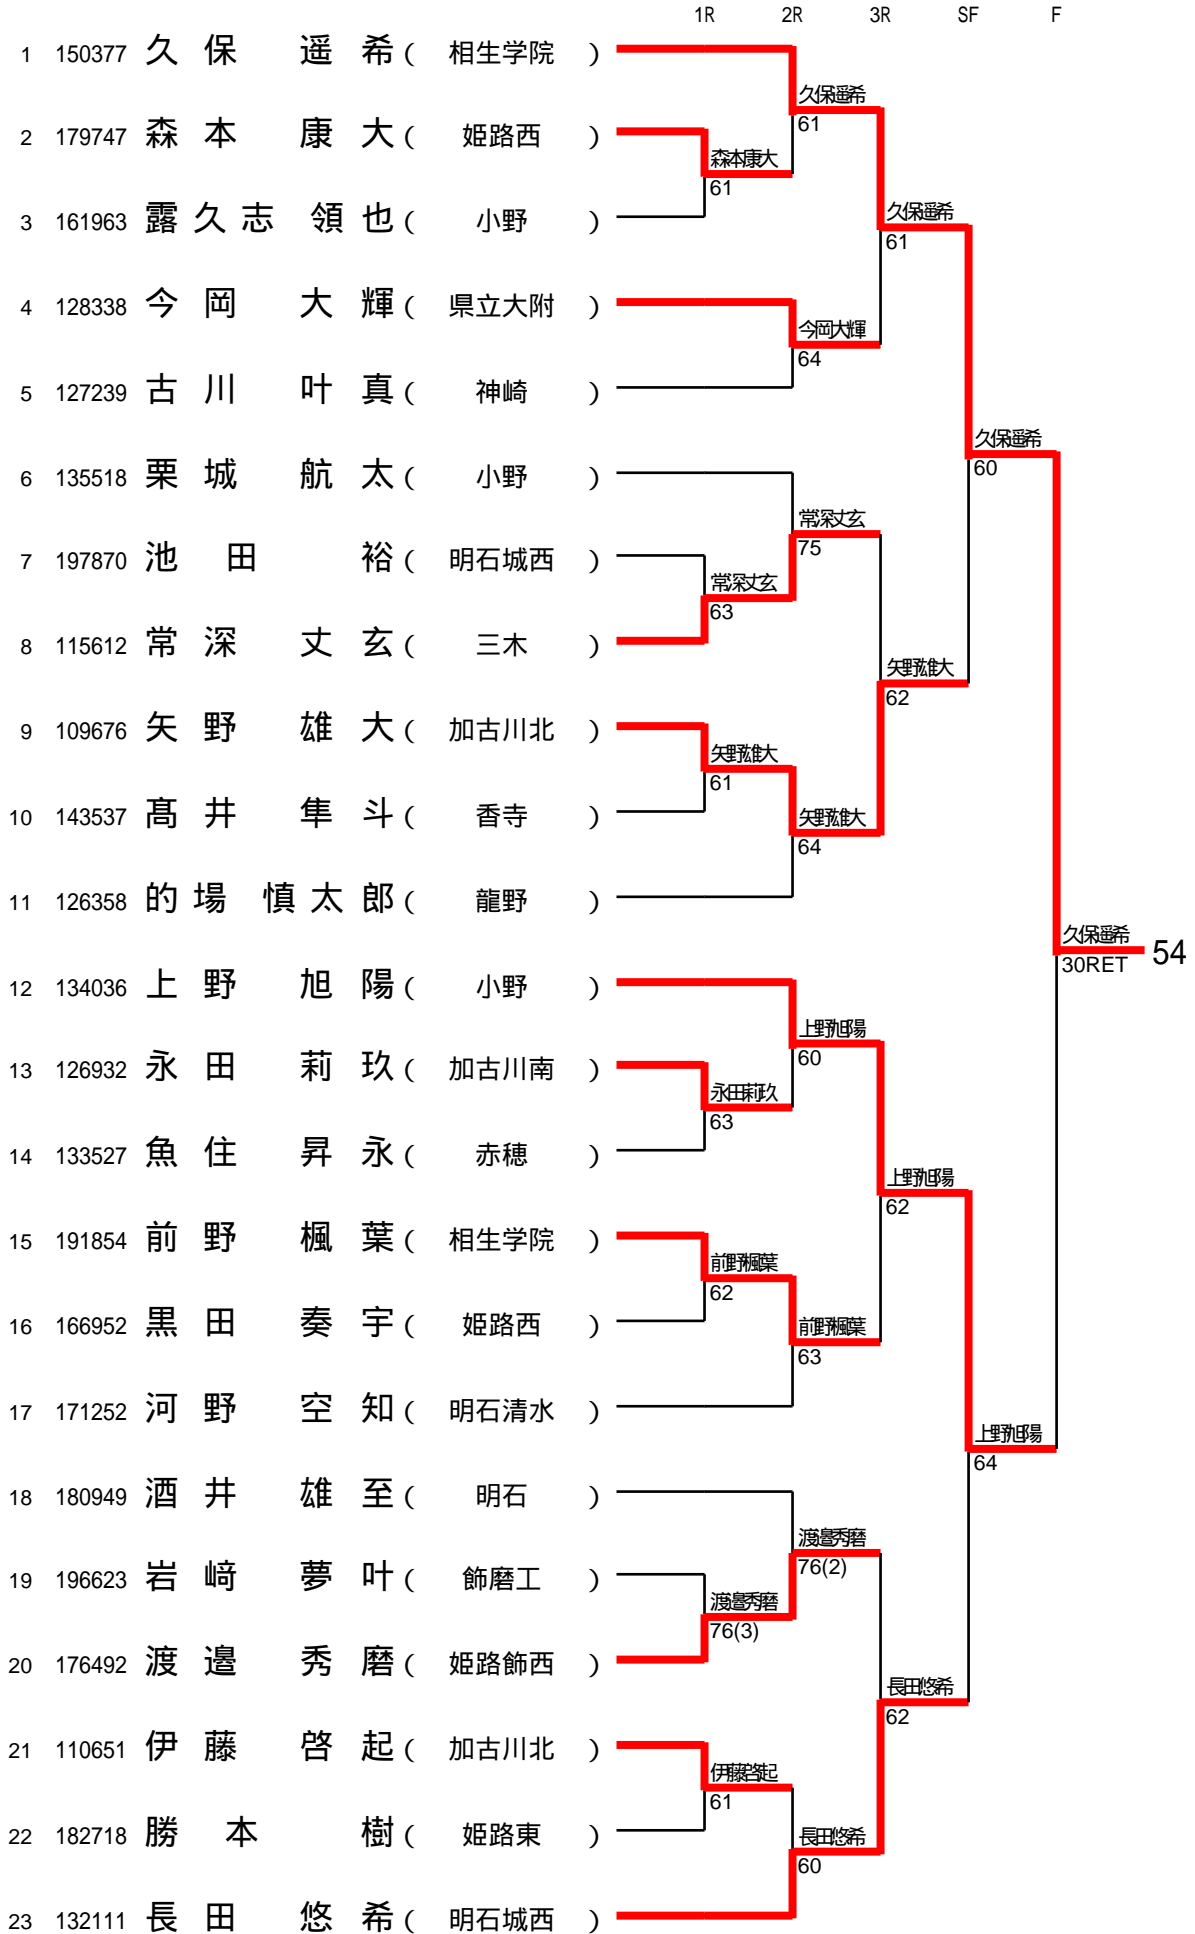 1R 2R 3R SF F
1 150377 久保 遥希 ( 相生学院 )
久保遥希
61
2 179747 森本 康大 ( 姫路西 )
森本康大
61
3 161963 露久志 領也 ( 小野 )
久保遥希
61
4 128338 今岡 大輝 ( 県立大附 )
今岡大輝
64
5 127239 古川 叶真 ( 神崎 )
久保遥希
60
6 135518 栗城 航太 ( 小野 )
常深丈玄
75
7 197870 池田 裕 ( 明石城西 )
常深丈玄
63
8 115612 常深 丈玄 ( 三木 )
矢野雄大
62
9 109676 矢野 雄大 ( 加古川北 )
矢野雄大
61
10 143537 髙井 隼斗 ( 香寺 )
矢野雄大
64
11 126358 的場 慎太郎 ( 龍野 )
久保遥希
30RET 54
12 134036 上野 旭陽 ( 小野 )
上野旭陽
60
13 126932 永田 莉玖 ( 加古川南 )
永田莉玖
63
14 133527 魚住 昇永 ( 赤穂 )
上野旭陽
62
15 191854 前野 楓葉 ( 相生学院 )
前野楓葉
62
16 166952 黒田 奏宇 ( 姫路西 )
前野楓葉
63
17 171252 河野 空知 ( 明石清水 )
上野旭陽
64
18 180949 酒井 雄至 ( 明石 )
渡邉秀磨
76(2)
19 196623 岩﨑 夢叶 ( 飾磨工 )
渡邉秀磨
76(3)
20 176492 渡邉 秀磨 ( 姫路飾西 )
長田悠希
62
21 110651 伊藤 啓起 ( 加古川北 )
伊藤啓起
61
22 182718 勝本 樹 ( 姫路東 )
長田悠希
60
23 132111 長田 悠希 ( 明石城西 )